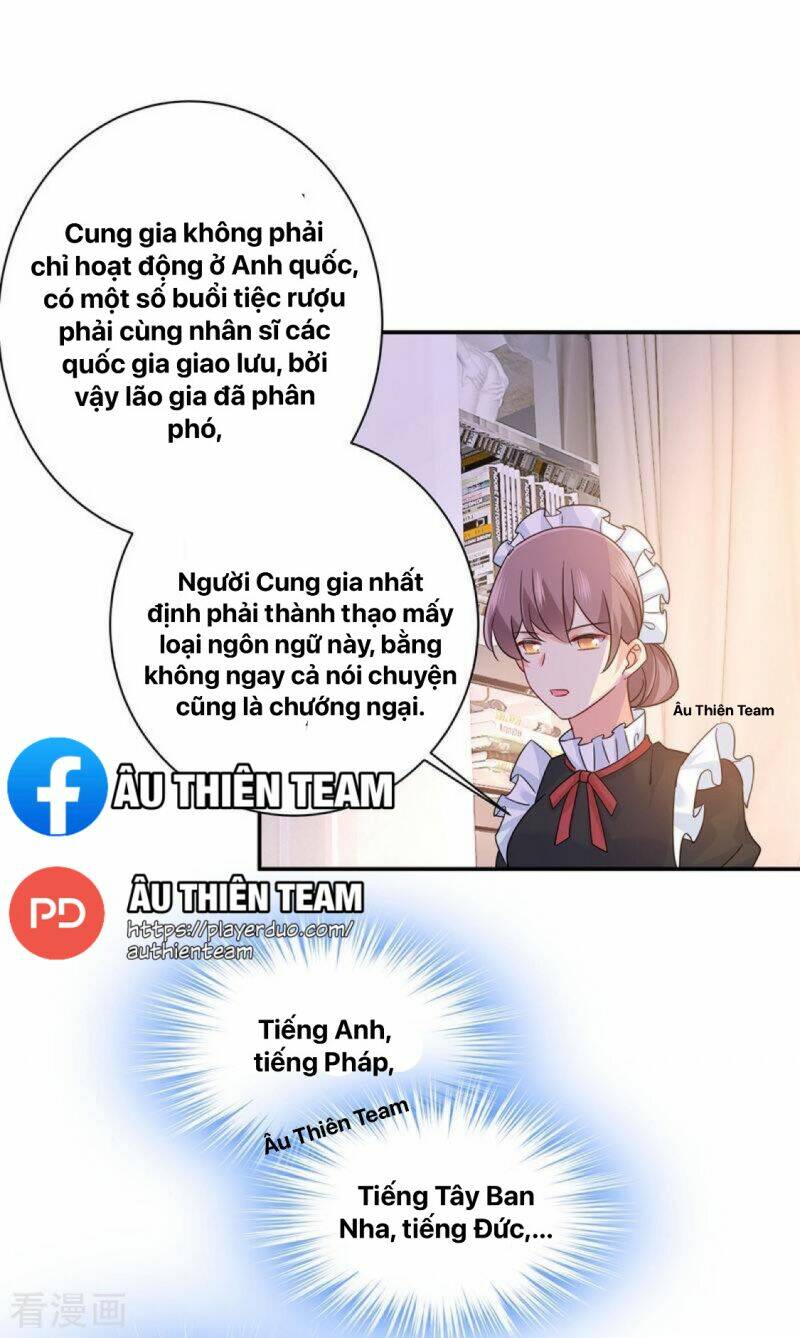 Cung gia không phải
chỉ hoạt động ở Anh quốc,
có một số buổi tiệc rượu
phải cùng nhân sĩ các
quốc gia giao lưu, bởi
vậy lão gia đã phân
phó,
Người Cung gia nhất
định phải thành thạo mấy
loại ngôn ngữ này, bằng
không ngay cả nói chuyện
cũng là chướng ngại.
Âu Thiên Team
f ÂU THIÊN TEAM
PD ÂU THIÊN TEAM
https://playerduo.com/
authienteam
Tiếng Anh,
tiếng Pháp,
Âu Thiên Team
Tiếng Tây Ban
Nha, tiếng Đức,...
看漫画